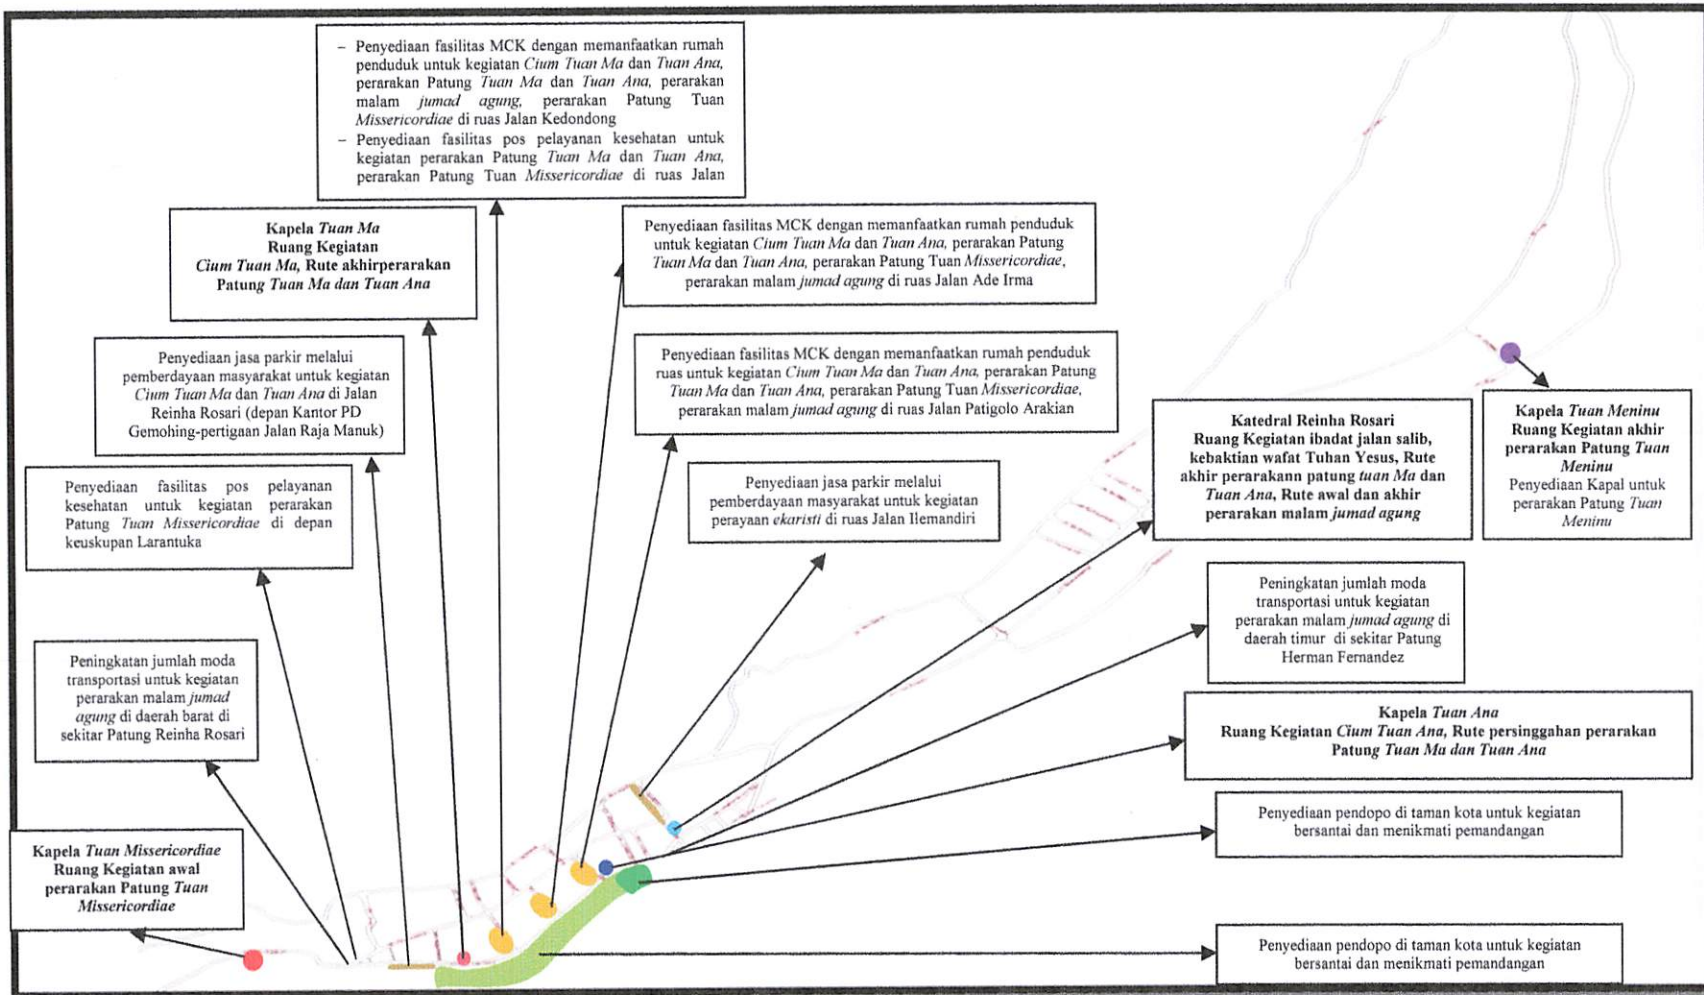 – Penyediaan fasilitas MCK dengan memanfaatkan rumah
penduduk untuk kegiatan Cium Tuan Ma dan Tuan Ana,
perarakan Patung Tuan Ma dan Tuan Ana, perarakan
malam jumad agung, perarakan Patung Tuan
Missericordiae di ruas Jalan Kedondong
– Penyediaan fasilitas pos pelayanan kesehatan untuk
kegiatan perarakan Patung Tuan Ma dan Tuan Ana,
perarakan Patung Tuan Missericordiae di ruas Jalan
Kapela Tuan Ma
Ruang Kegiatan
Cium Tuan Ma, Rute akhirperarakan
Patung Tuan Ma dan Tuan Ana
Penyediaan fasilitas MCK dengan memanfaatkan rumah penduduk
untuk kegiatan Cium Tuan Ma dan Tuan Ana, perarakan Patung
Tuan Ma dan Tuan Ana, perarakan Patung Tuan Missericordiae,
perarakan malam jumad agung di ruas Jalan Ade Irma
Penyediaan jasa parkir melalui
pemberdayaan masyarakat untuk kegiatan
Cium Tuan Ma dan Tuan Ana di Jalan
Reinha Rosari (depan Kantor PD
Gemohing-pertigaan Jalan Raja Manuk)
Penyediaan fasilitas MCK dengan memanfaatkan rumah penduduk
ruas untuk kegiatan Cium Tuan Ma dan Tuan Ana, perarakan Patung
Tuan Ma dan Tuan Ana, perarakan Patung Tuan Missericordiae,
perarakan malam jumad agung di ruas Jalan Patigolo Arakian
Katedral Reinha Rosari
Ruang Kegiatan ibadat jalan salib,
kebaktian wafat Tuhan Yesus, Rute
akhir perarakann patung tuan Ma dan
Tuan Ana, Rute awal dan akhir
perarakan malam jumad agung
Kapela Tuan Meninu
Ruang Kegiatan akhir
perarakan Patung Tuan
Meninu
Penyediaan Kapal untuk
perarakan Patung Tuan
Meninu
Penyediaan fasilitas pos pelayanan
kesehatan untuk kegiatan perarakan
Patung Tuan Missericordiae di depan
keuskupan Larantuka
Penyediaan jasa parkir melalui
pemberdayaan masyarakat untuk kegiatan
perayaan ekaristi di ruas Jalan Ilemandiri
Peningkatan jumlah moda
transportasi untuk kegiatan
perarakan malam jumad agung di
daerah timur di sekitar Patung
Herman Fernandez
Peningkatan jumlah moda
transportasi untuk kegiatan
perarakan malam jumad
agung di daerah barat di
sekitar Patung Reinha Rosari
Kapela Tuan Ana
Ruang Kegiatan Cium Tuan Ana, Rute persinggahan perarakan
Patung Tuan Ma dan Tuan Ana
Penyediaan pendopo di taman kota untuk kegiatan
bersantai dan menikmati pemandangan
Kapela Tuan Missericordiae
Ruang Kegiatan awal
perarakan Patung Tuan
Missericordiae
Penyediaan pendopo di taman kota untuk kegiatan
bersantai dan menikmati pemandangan